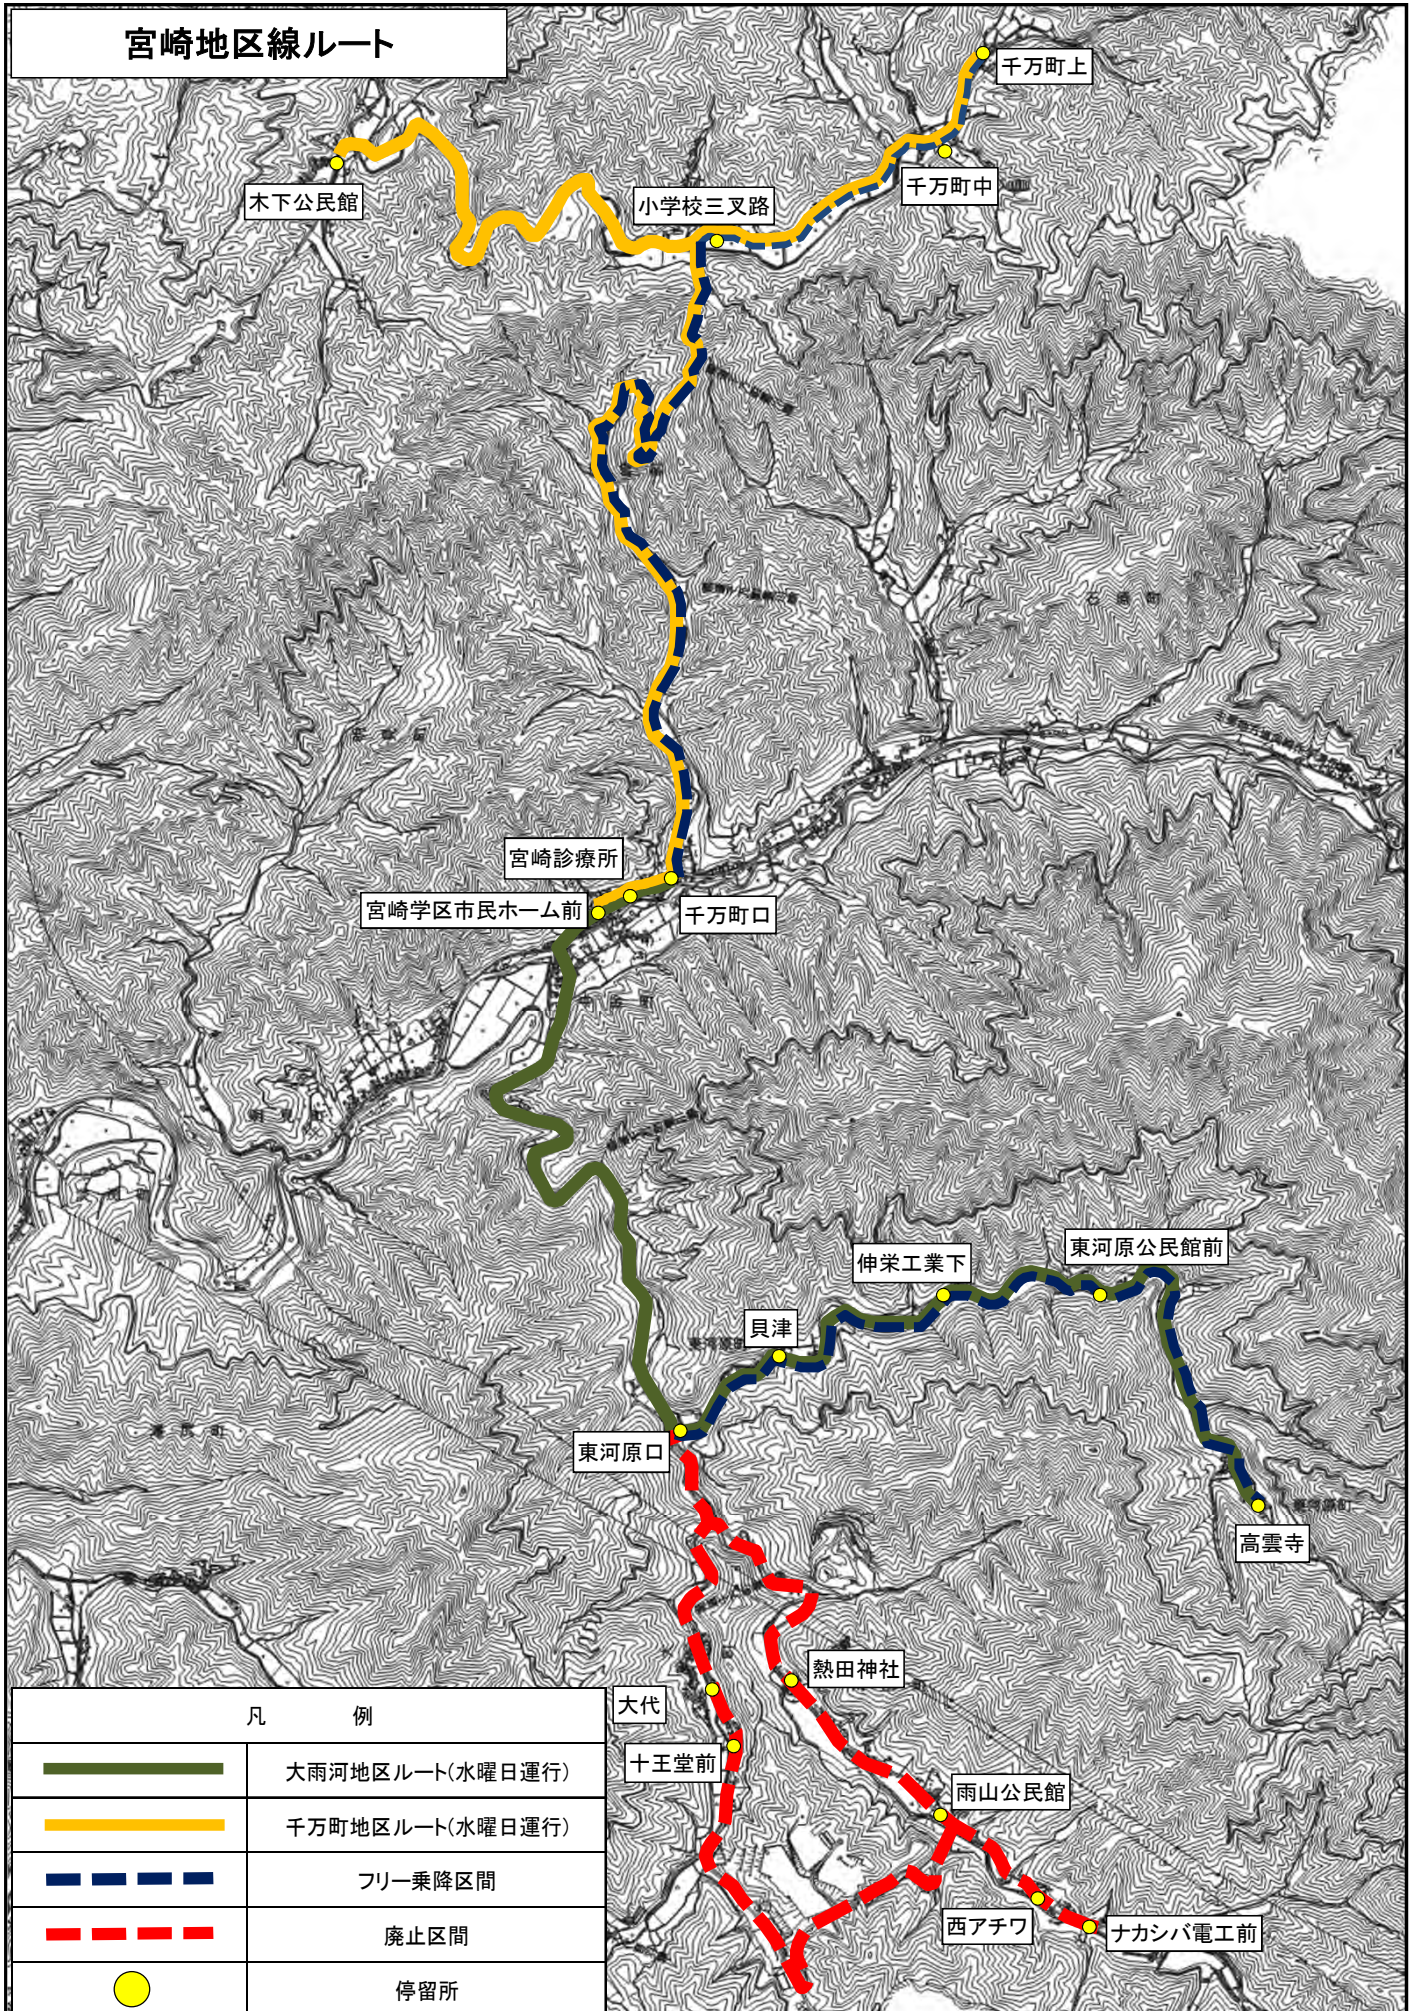 宮崎地区線ルート
千万町上
千万町中
木下公民館
小学校三叉路
宮崎診療所
宮崎学区市民ホーム前
千万町口
東河原公民館前
伸栄工業下
貝津
東河原口
高雲寺
熱田神社
大代
十王堂前
雨山公民館
西アチワ
ナカシバ電工前
凡 例
大雨河地区ルート(水曜日運行)
千万町地区ルート(水曜日運行)
フリー乗降区間
廃止区間
停留所